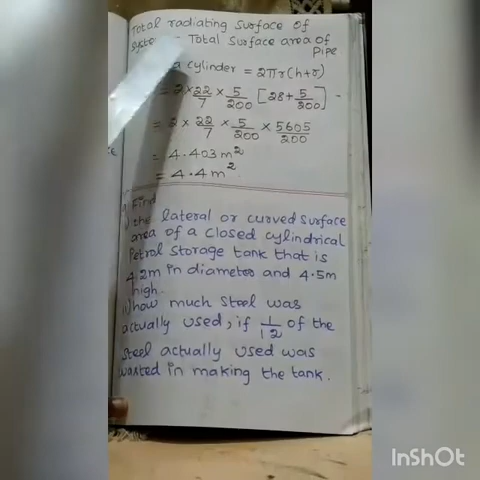 Total radiating surface of
= Total surface area of
pipe
a cylinder = 2πr(h+r)
= 2 × 22/7 × 5/200 [28 + 5/200]
= 2 × 22/7 × 5/200 × 5605/200
= 4.403 m²
= 4.4 m²
Find
i) the lateral or curved surface
area of a closed cylindrical
Petrol storage tank that is
4.2m in diameter and 4.5m
high.
ii) how much steel was
actually used, if 1/12 of the
steel actually used was
wasted in making the tank.
InShOt